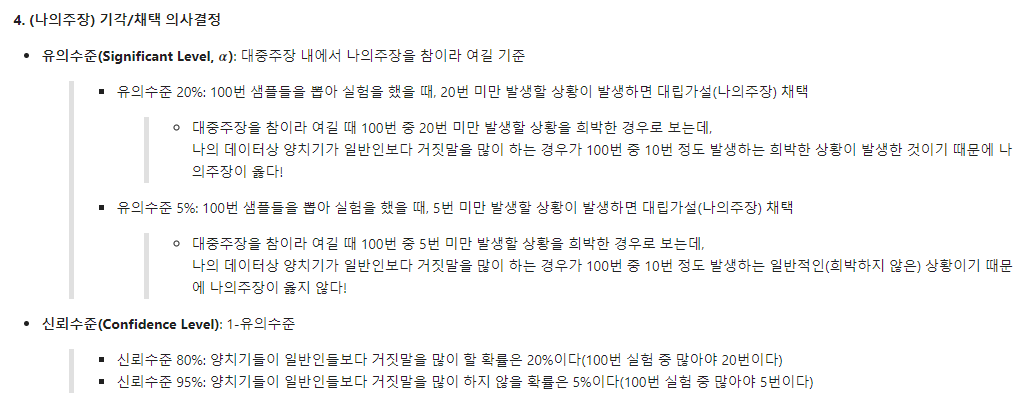 4. (나의주장) 기각/채택 의사결정
유의수준(Significant Level, α): 대중주장 내에서 나의주장을 참이라 여길 기준
유의수준 20%: 100번 샘플들을 뽑아 실험을 했을 때, 20번 미만 발생할 상황이 발생하면 대립가설(나의주장) 채택
대중주장을 참이라 여길 때 100번 중 20번 미만 발생할 상황을 희박한 경우로 보는데,
나의 데이터상 양치기가 일반인보다 거짓말을 많이 하는 경우가 100번 중 10번 정도 발생하는 희박한 상황이 발생한 것이기 때문에 나
의주장이 옳다!
유의수준 5%: 100번 샘플들을 뽑아 실험을 했을 때, 5번 미만 발생할 상황이 발생하면 대립가설(나의주장) 채택
대중주장을 참이라 여길 때 100번 중 5번 미만 발생할 상황을 희박한 경우로 보는데,
나의 데이터상 양치기가 일반인보다 거짓말을 많이 하는 경우가 100번 중 10번 정도 발생하는 일반적인(희박하지 않은) 상황이기 때문
에 나의주장이 옳지 않다!
신뢰수준(Confidence Level): 1-유의수준
신뢰수준 80%: 양치기들이 일반인들보다 거짓말을 많이 할 확률은 20%이다(100번 실험 중 많아야 20번이다)
신뢰수준 95%: 양치기들이 일반인들보다 거짓말을 많이 하지 않을 확률은 5%이다(100번 실험 중 많아야 5번이다)